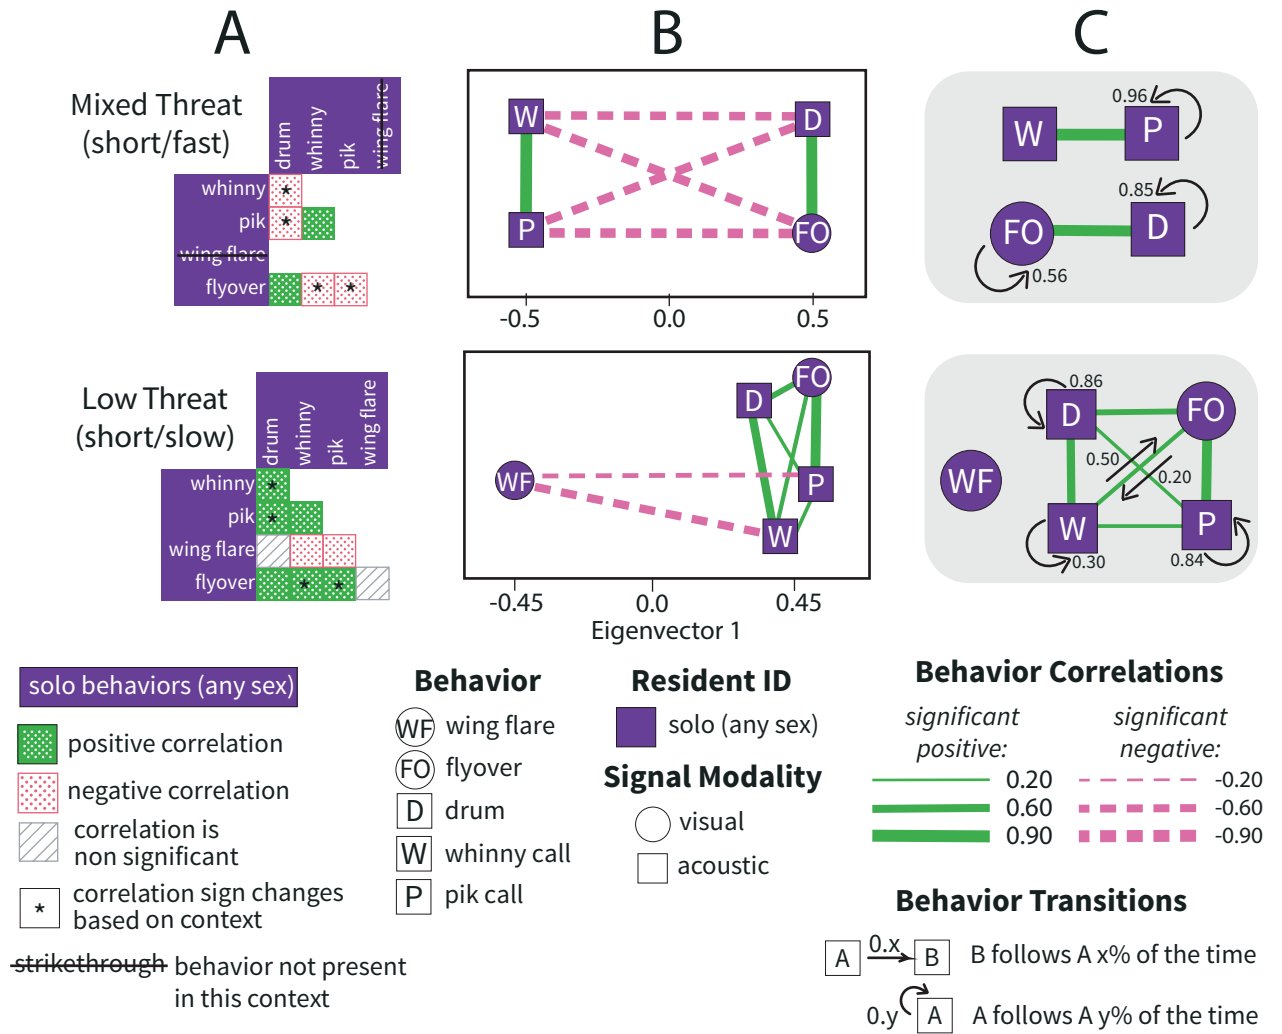 A
B
C
Mixed Threat
(short/fast)
drum
whinny
pik
wing flare
whinny
*
pik
*
wing flare
flyover
*
*
W
D
P
FO
-0.5
0.0
0.5
0.96
W
P
0.85
FO
D
0.56
Low Threat
(short/slow)
drum
whinny
pik
wing flare
whinny
*
pik
*
wing flare
flyover
*
*
FO
D
WF
P
W
-0.45
0.0
0.45
Eigenvector 1
0.86
D
FO
0.50
0.20
WF
W
P
0.30
0.84
solo behaviors (any sex)
positive correlation
negative correlation
correlation is
non significant
*
correlation sign changes
based on context
strikethrough behavior not present
in this context
Behavior
WF wing flare
FO flyover
D drum
W whinny call
P pik call
Resident ID
solo (any sex)
Signal Modality
visual
acoustic
Behavior Correlations
significant
positive:
significant
negative:
0.20
-0.20
0.60
-0.60
0.90
-0.90
Behavior Transitions
A 0.x B B follows A x% of the time
0.y A A follows A y% of the time